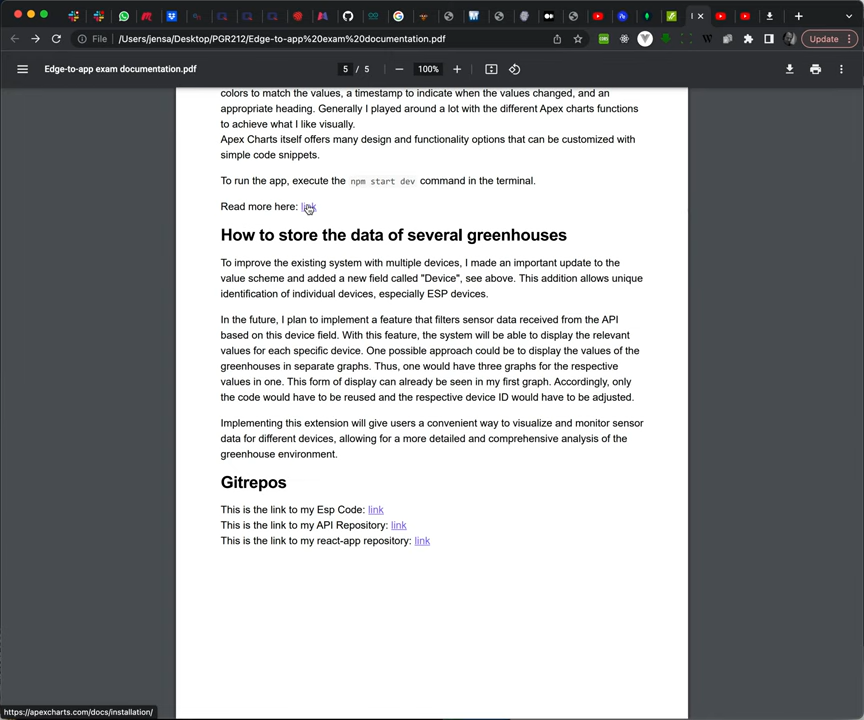 File
/Users/jensa/Desktop/PGR212/Edge-to-app%20exam%20documentation.pdf
Update
Edge-to-app exam documentation.pdf
5 / 5
100%
colors to match the values, a timestamp to indicate when the values changed, and an
appropriate heading. Generally I played around a lot with the different Apex charts functions
to achieve what I like visually.
Apex Charts itself offers many design and functionality options that can be customized with
simple code snippets.
To run the app, execute the npm start dev command in the terminal.
Read more here: link
How to store the data of several greenhouses
To improve the existing system with multiple devices, I made an important update to the
value scheme and added a new field called "Device", see above. This addition allows unique
identification of individual devices, especially ESP devices.
In the future, I plan to implement a feature that filters sensor data received from the API
based on this device field. With this feature, the system will be able to display the relevant
values for each specific device. One possible approach could be to display the values of the
greenhouses in separate graphs. Thus, one would have three graphs for the respective
values in one. This form of display can already be seen in my first graph. Accordingly, only
the code would have to be reused and the respective device ID would have to be adjusted.
Implementing this extension will give users a convenient way to visualize and monitor sensor
data for different devices, allowing for a more detailed and comprehensive analysis of the
greenhouse environment.
Gitrepos
This is the link to my Esp Code: link
This is the link to my API Repository: link
This is the link to my react-app repository: link
https://apexcharts.com/docs/installation/